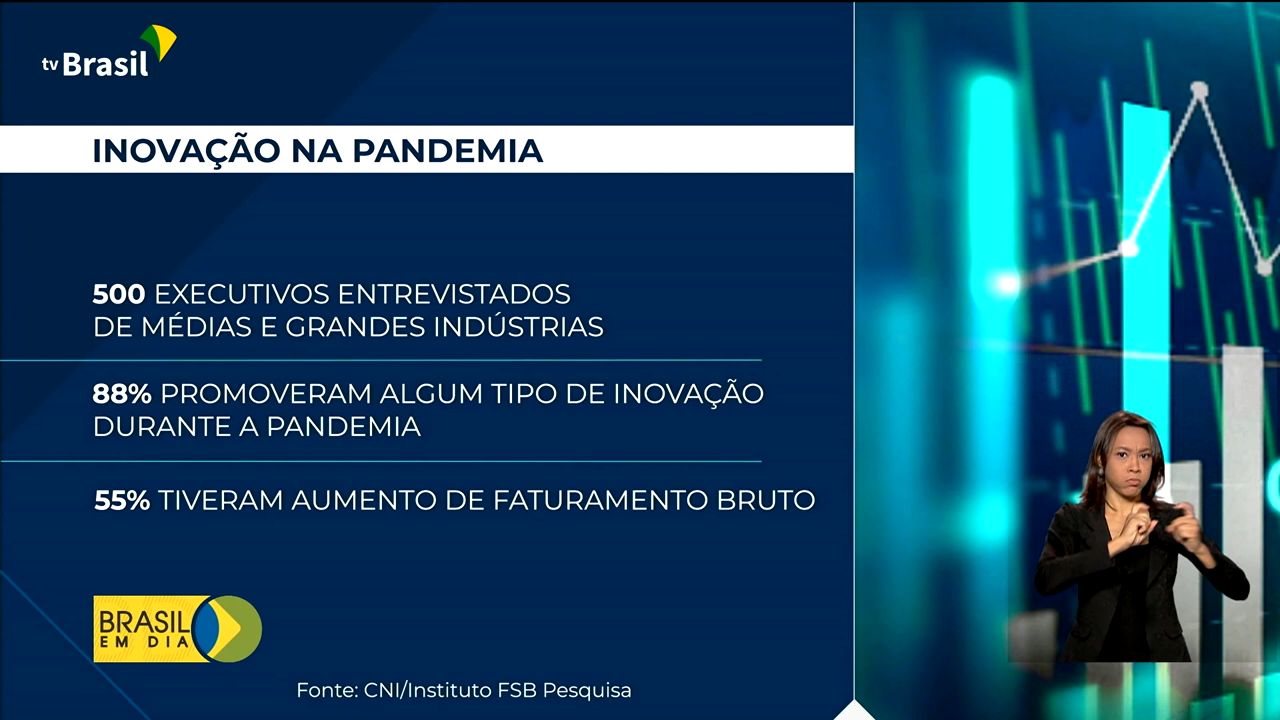 tv Brasil
INOVAÇÃO NA PANDEMIA
500 EXECUTIVOS ENTREVISTADOS
DE MÉDIAS E GRANDES INDÚSTRIAS
88% PROMOVERAM ALGUM TIPO DE INOVAÇÃO
DURANTE A PANDEMIA
55% TIVERAM AUMENTO DE FATURAMENTO BRUTO
BRASIL
EM DIA
Fonte: CNI/Instituto FSB Pesquisa